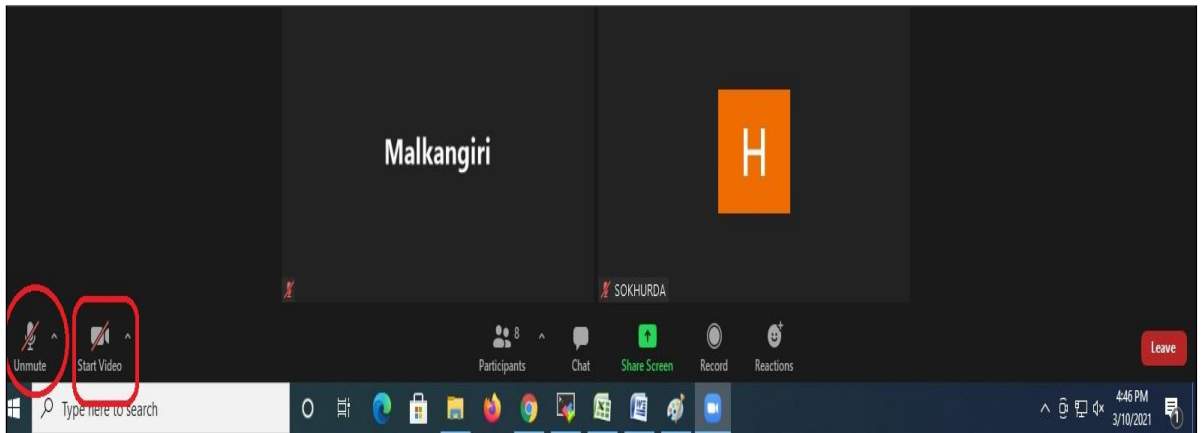 Malkangiri
H
SOKHURDA
8
Unmute
Start Video
Participants
Chat
Share Screen
Record
Reactions
Leave
Type here to search
4:46 PM
3/10/2021
1